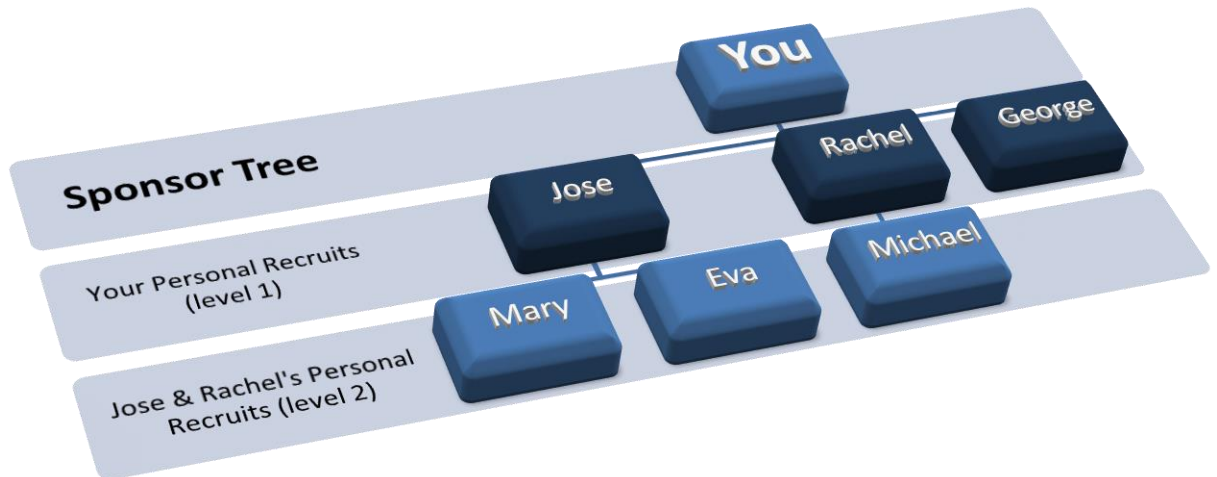 You
Sponsor Tree
Jose
Rachel
George
Your Personal Recruits
(level 1)
Mary
Eva
Michael
Jose & Rachel's Personal
Recruits (level 2)